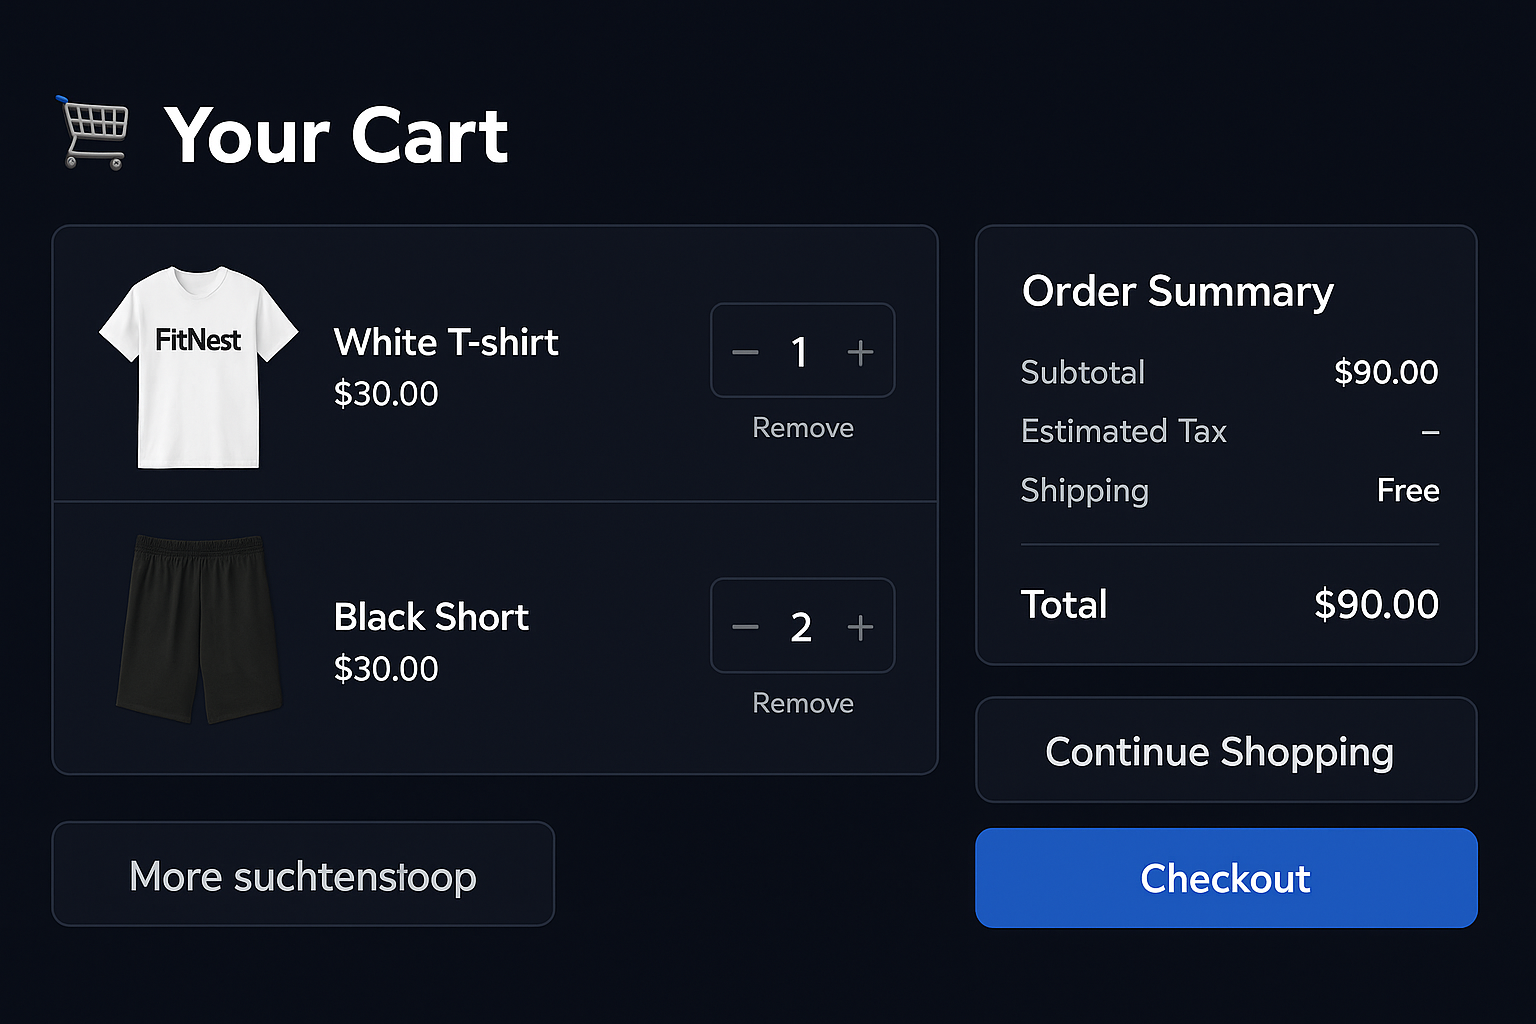 Your Cart
FitNest
White T-shirt
$30.00
− 1 +
Remove
Black Short
$30.00
− 2 +
Remove
More suchtenstoop
Order Summary
Subtotal $90.00
Estimated Tax –
Shipping Free
Total $90.00
Continue Shopping
Checkout